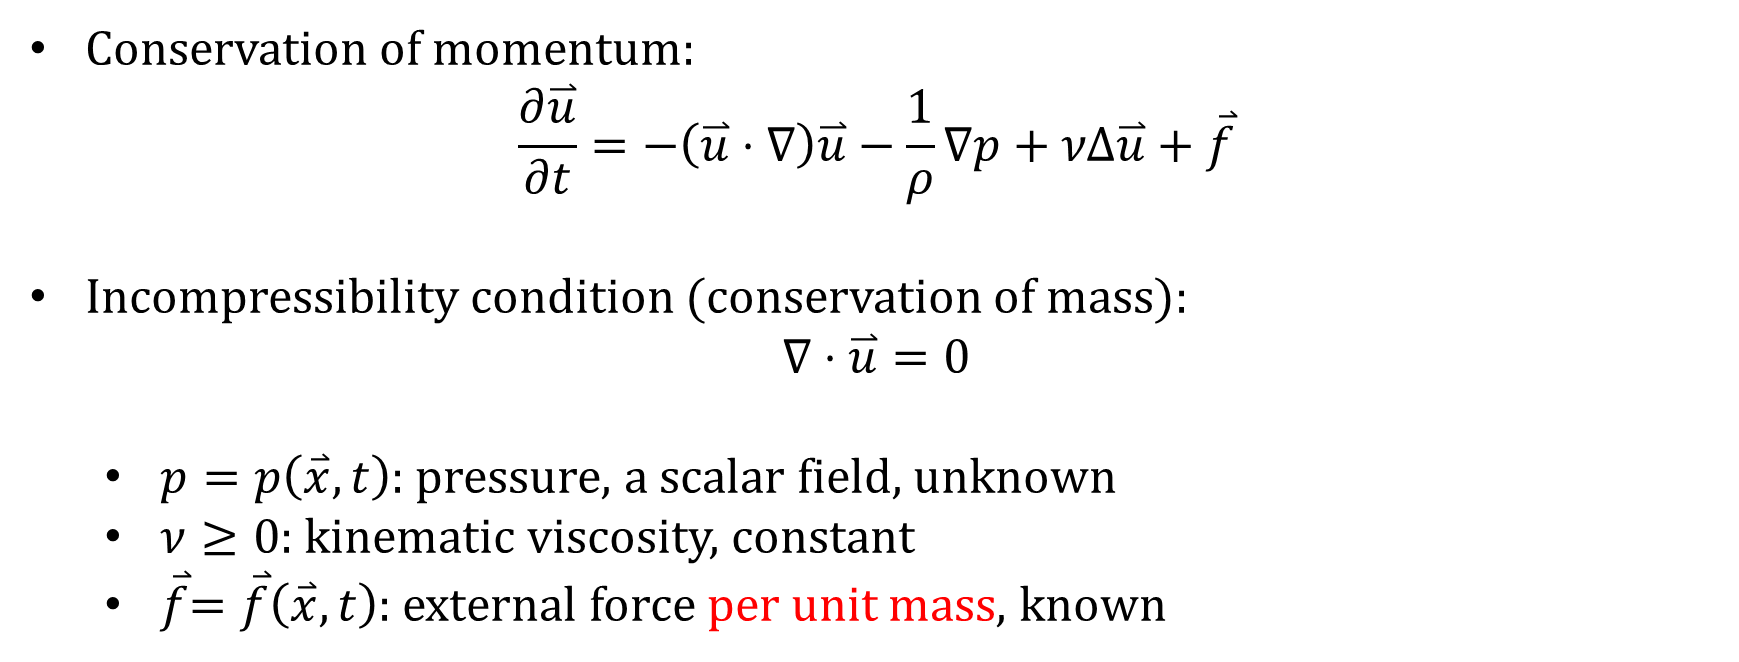 • Conservation of momentum:
∂u⃗/∂t = −(u⃗ · ∇)u⃗ − 1/ρ ∇p + νΔu⃗ + f⃗
• Incompressibility condition (conservation of mass):
∇ · u⃗ = 0
• p = p(x⃗, t): pressure, a scalar field, unknown
• ν ≥ 0: kinematic viscosity, constant
• f⃗ = f⃗(x⃗, t): external force per unit mass, known